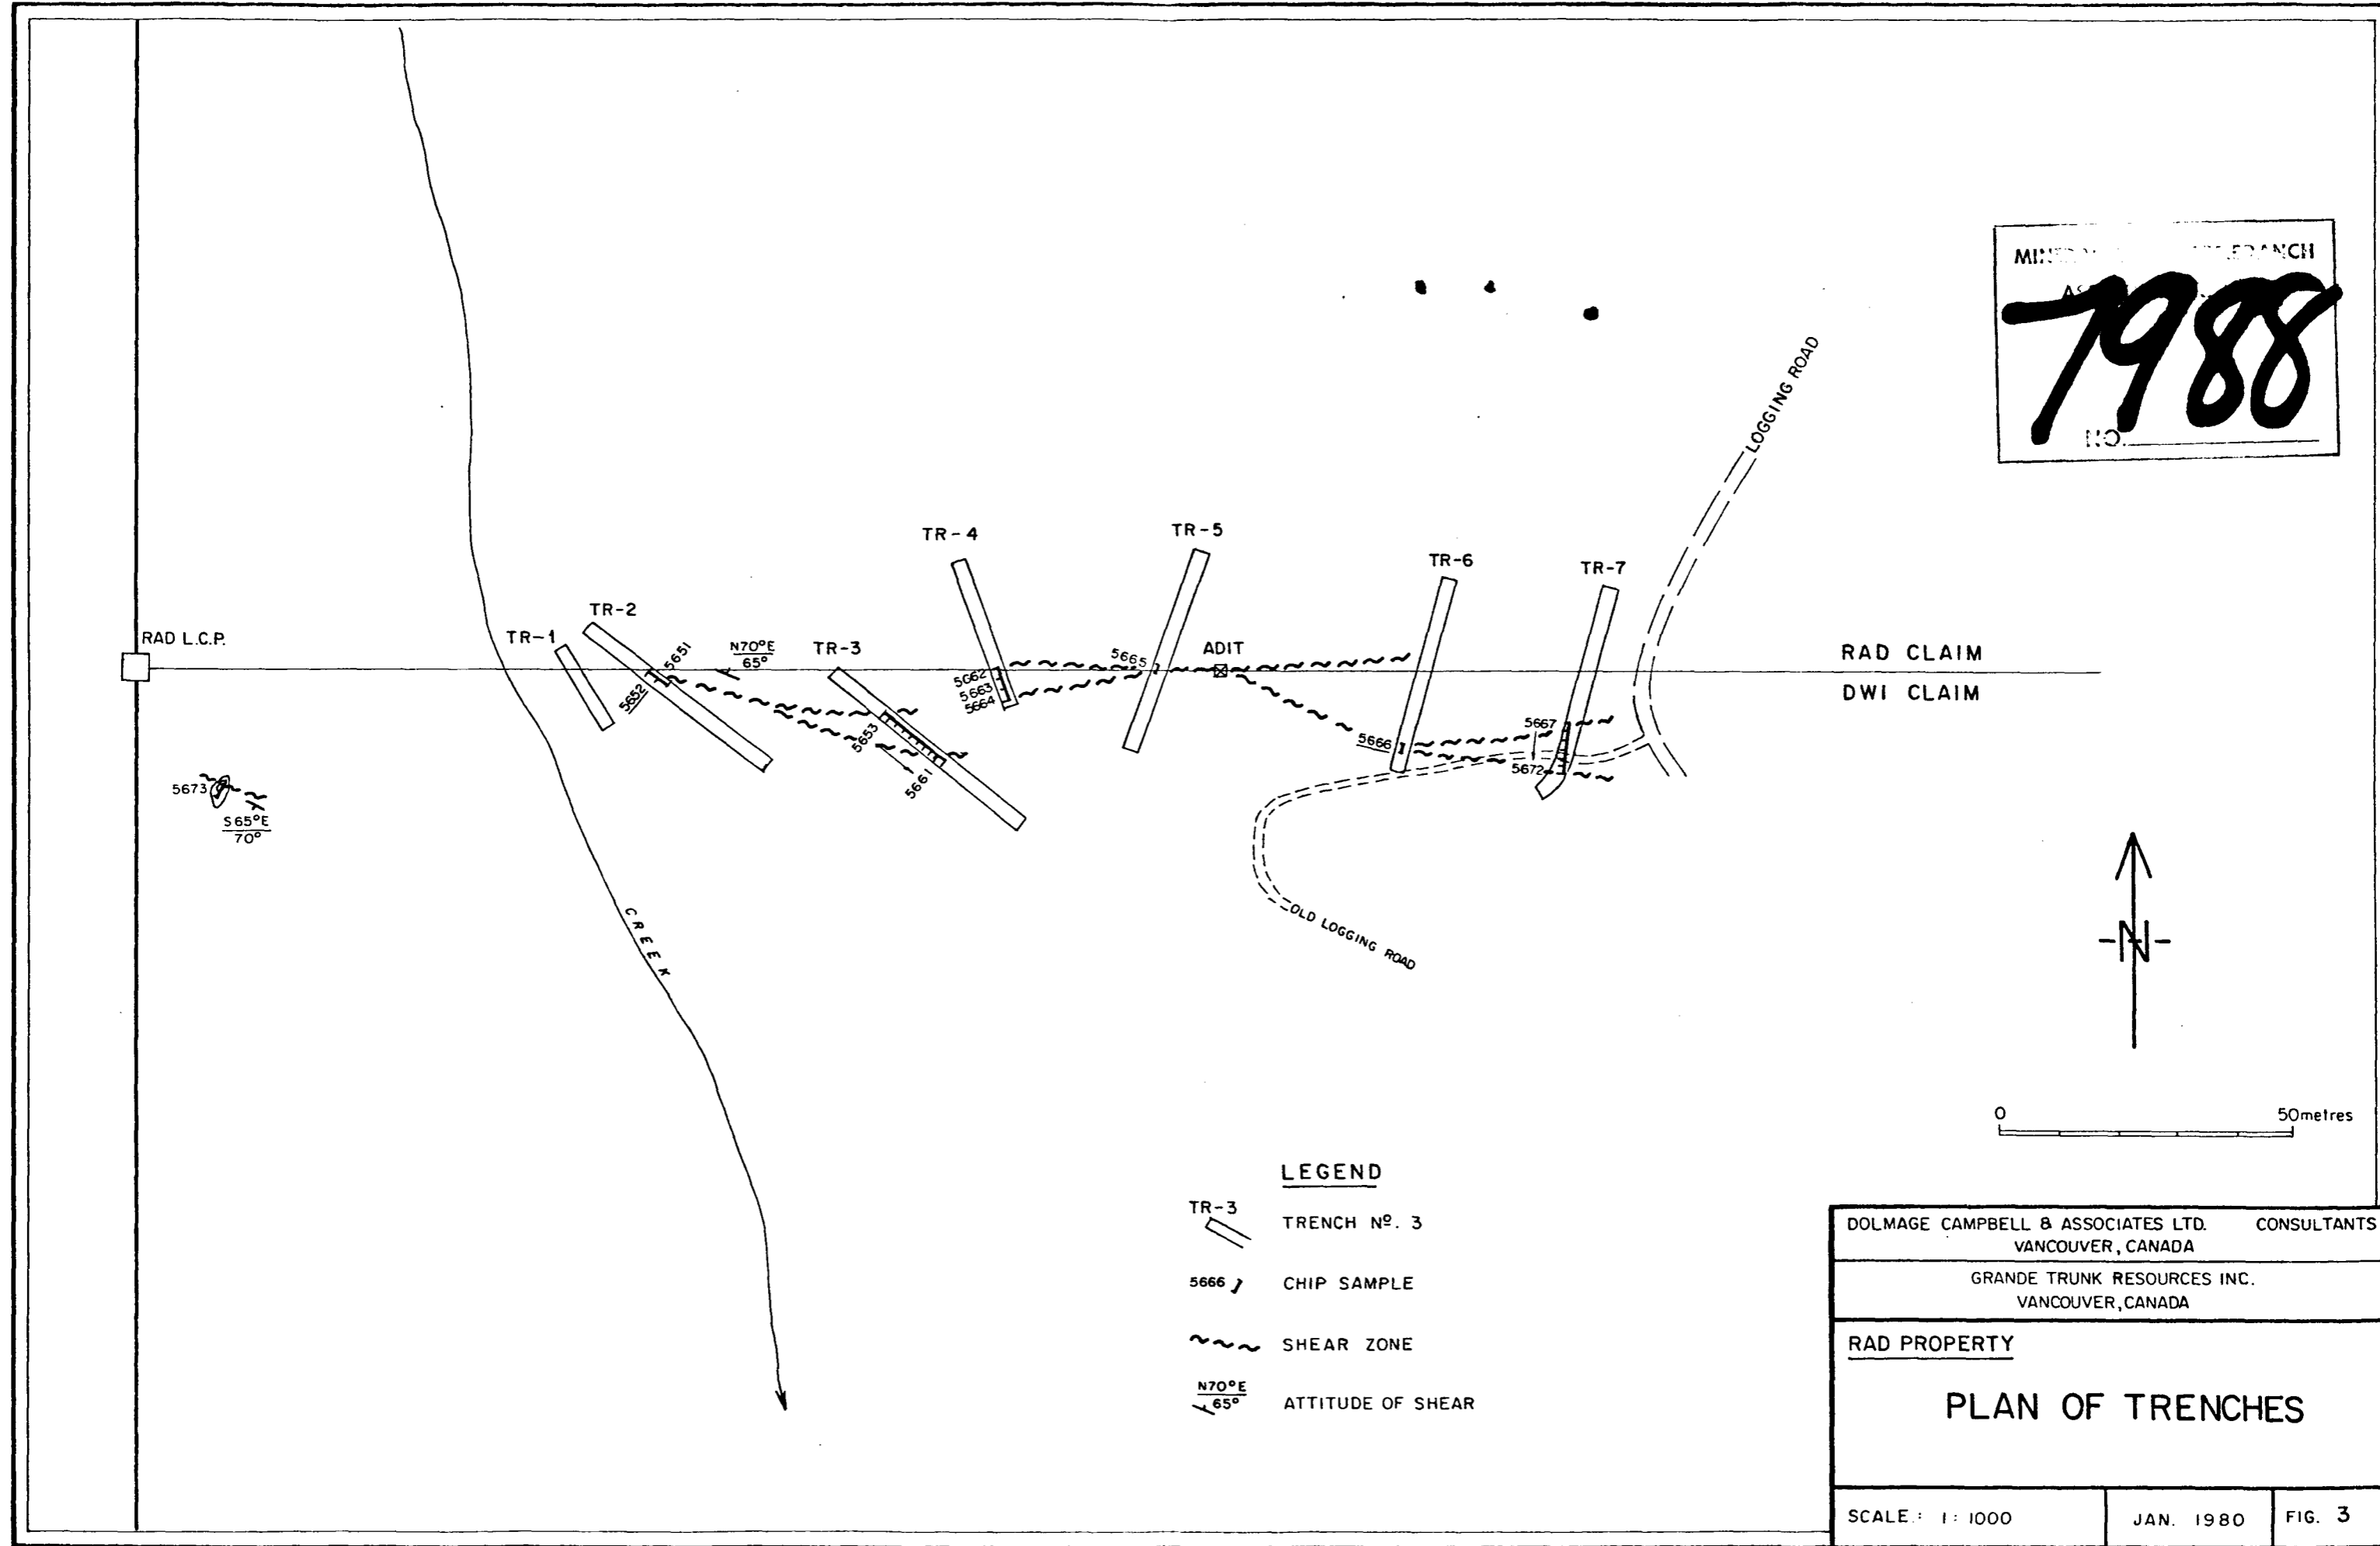 MIN BRANCH
7988
NO.
LOGGING ROAD
TR-4
TR-5
TR-6
TR-7
TR-2
TR-1
TR-3
RAD L.C.P.
5651
5652
N70°E
65°
5653
5661
5662
5663
5664
5665
ADIT
5666
5667
5672
RAD CLAIM
DWI CLAIM
5673
S65°E
70°
CREEK
OLD LOGGING ROAD
N
0 50metres
LEGEND
TR-3
TRENCH Nº. 3
5666 CHIP SAMPLE
SHEAR ZONE
N70°E
65°
ATTITUDE OF SHEAR
DOLMAGE CAMPBELL & ASSOCIATES LTD. CONSULTANTS
VANCOUVER, CANADA
GRANDE TRUNK RESOURCES INC.
VANCOUVER, CANADA
RAD PROPERTY
PLAN OF TRENCHES
SCALE: 1:1000
JAN. 1980
FIG. 3